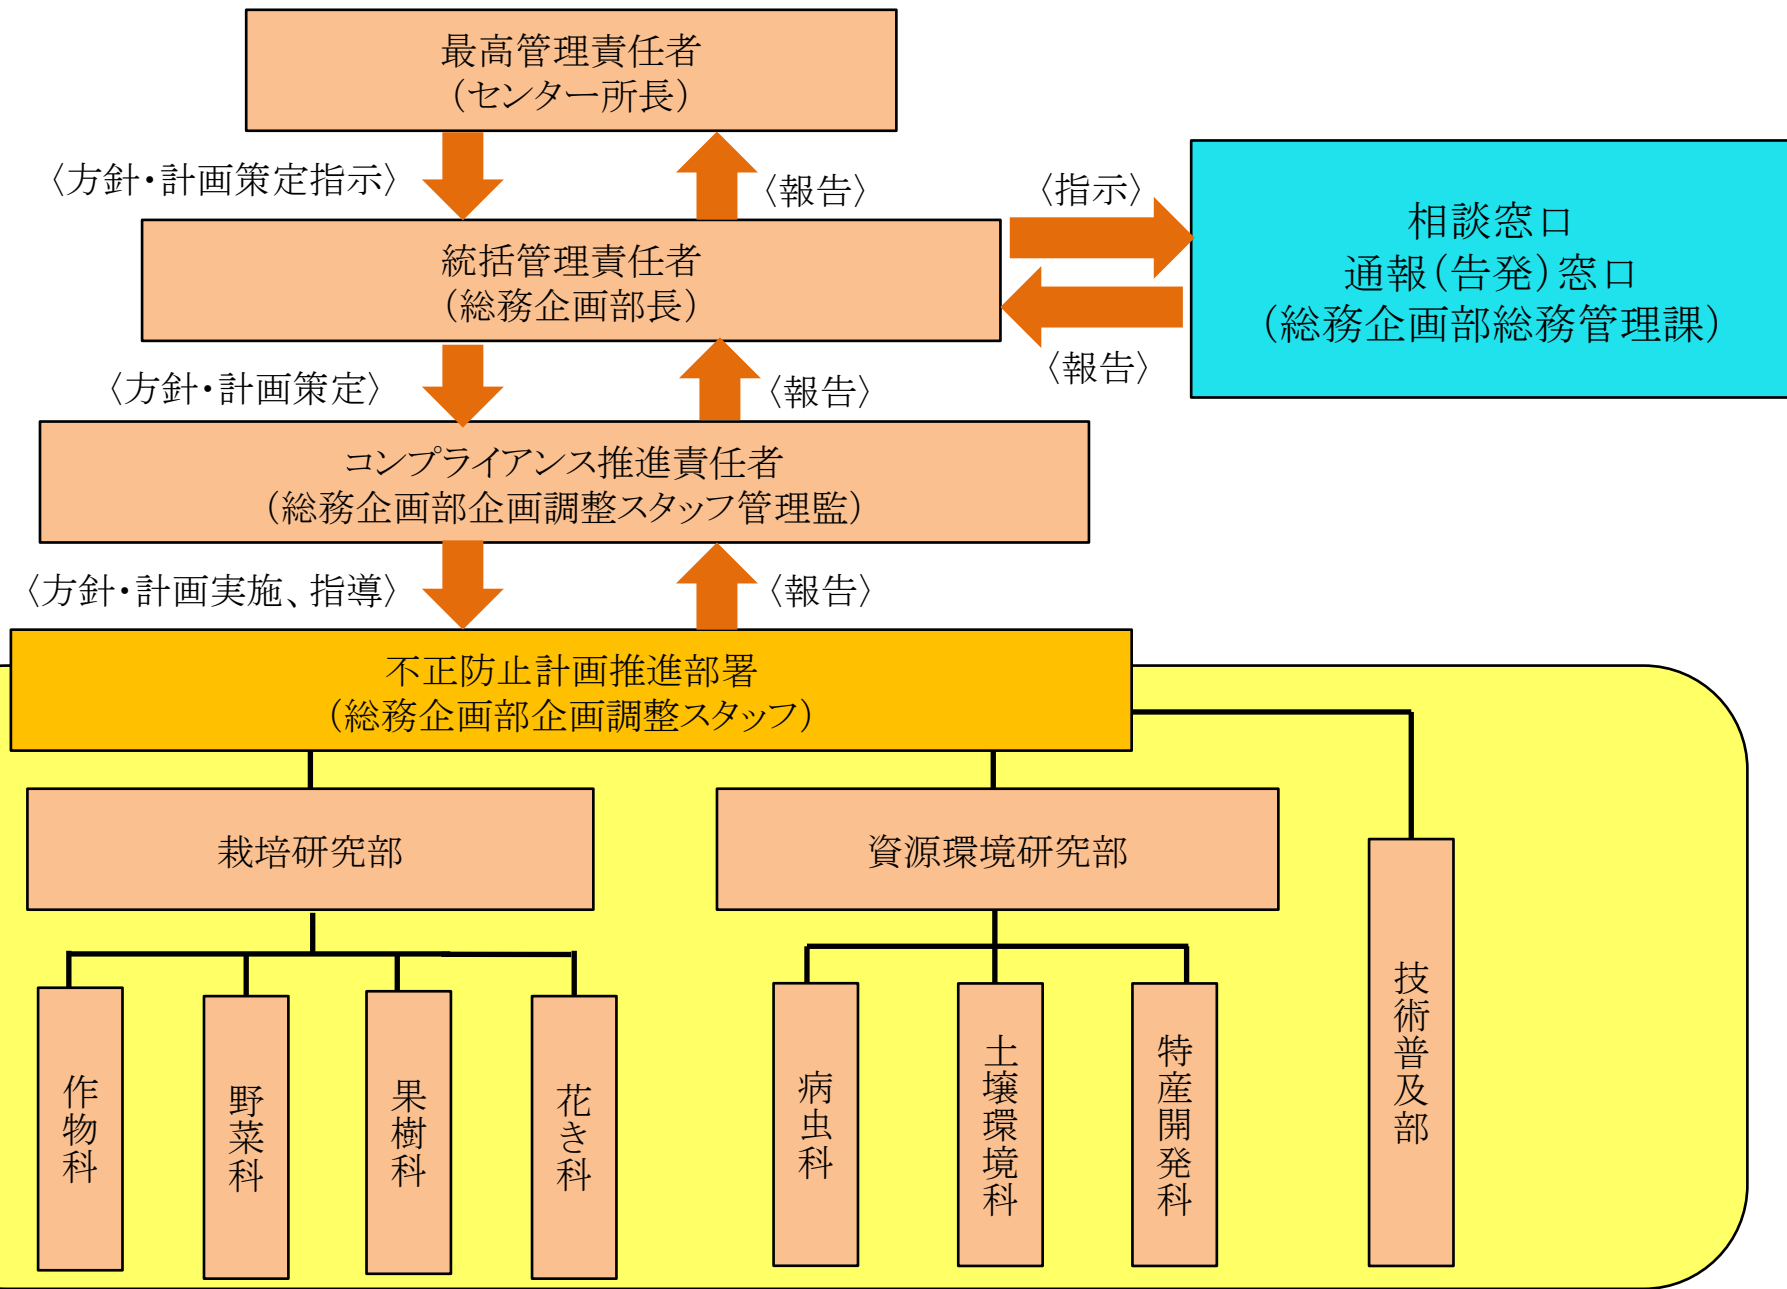 最高管理責任者
（センター所長）
〈方針・計画策定指示〉
〈報告〉
〈指示〉
統括管理責任者
（総務企画部長）
相談窓口
通報（告発）窓口
（総務企画部総務管理課）
〈報告〉
〈方針・計画策定〉
〈報告〉
コンプライアンス推進責任者
（総務企画部企画調整スタッフ管理監）
〈方針・計画実施、指導〉
〈報告〉
不正防止計画推進部署
（総務企画部企画調整スタッフ）
栽培研究部
資源環境研究部
技術普及部
作物科
野菜科
果樹科
花き科
病虫科
土壌環境科
特産開発科